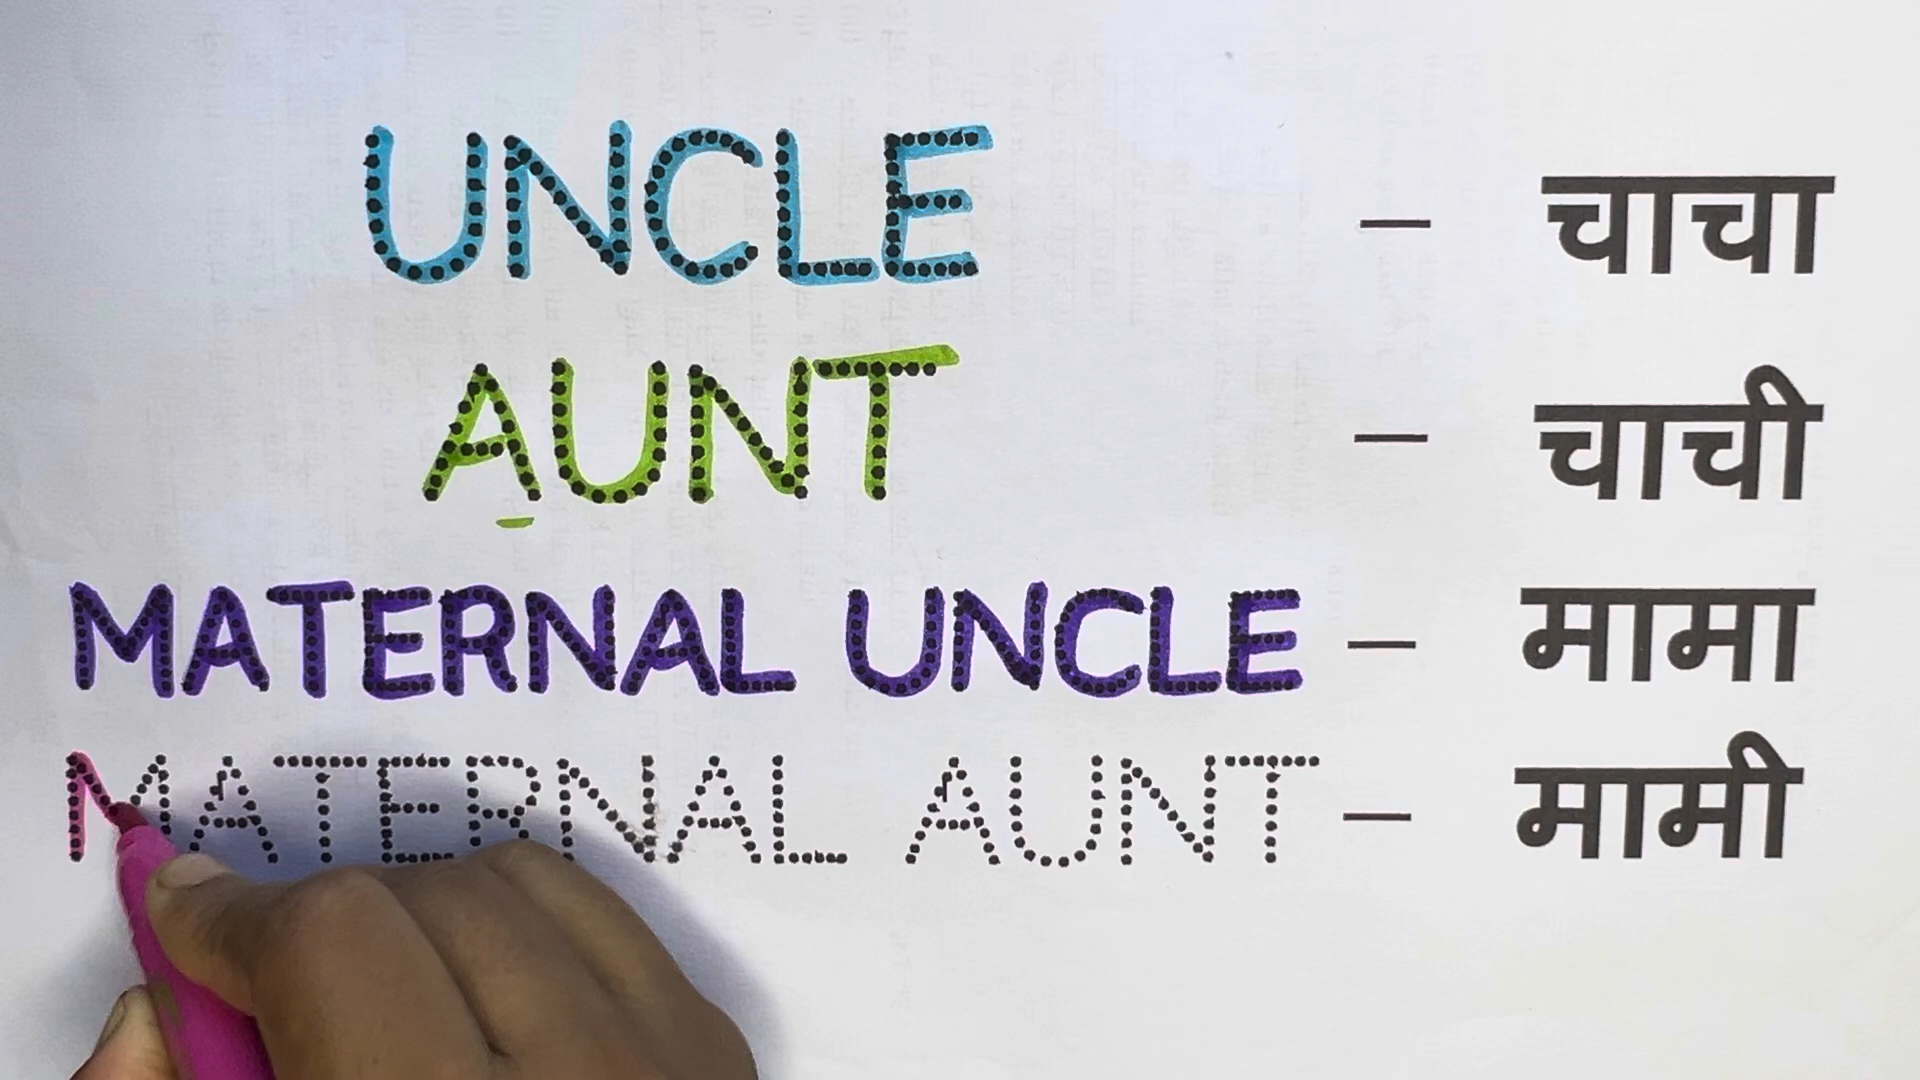 UNCLE – चाचा
AUNT – चाची
MATERNAL UNCLE – मामा
MATERNAL AUNT – मामी